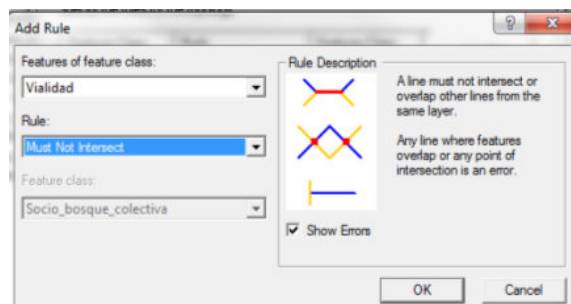 Add Rule
Features of feature class:
Vialidad
Rule:
Must Not Intersect
Feature class:
Socio_bosque_colectiva
Rule Description
A line must not intersect or
overlap other lines from the
same layer.
Any line where features
overlap or any point of
intersection is an error.
Show Errors
OK
Cancel